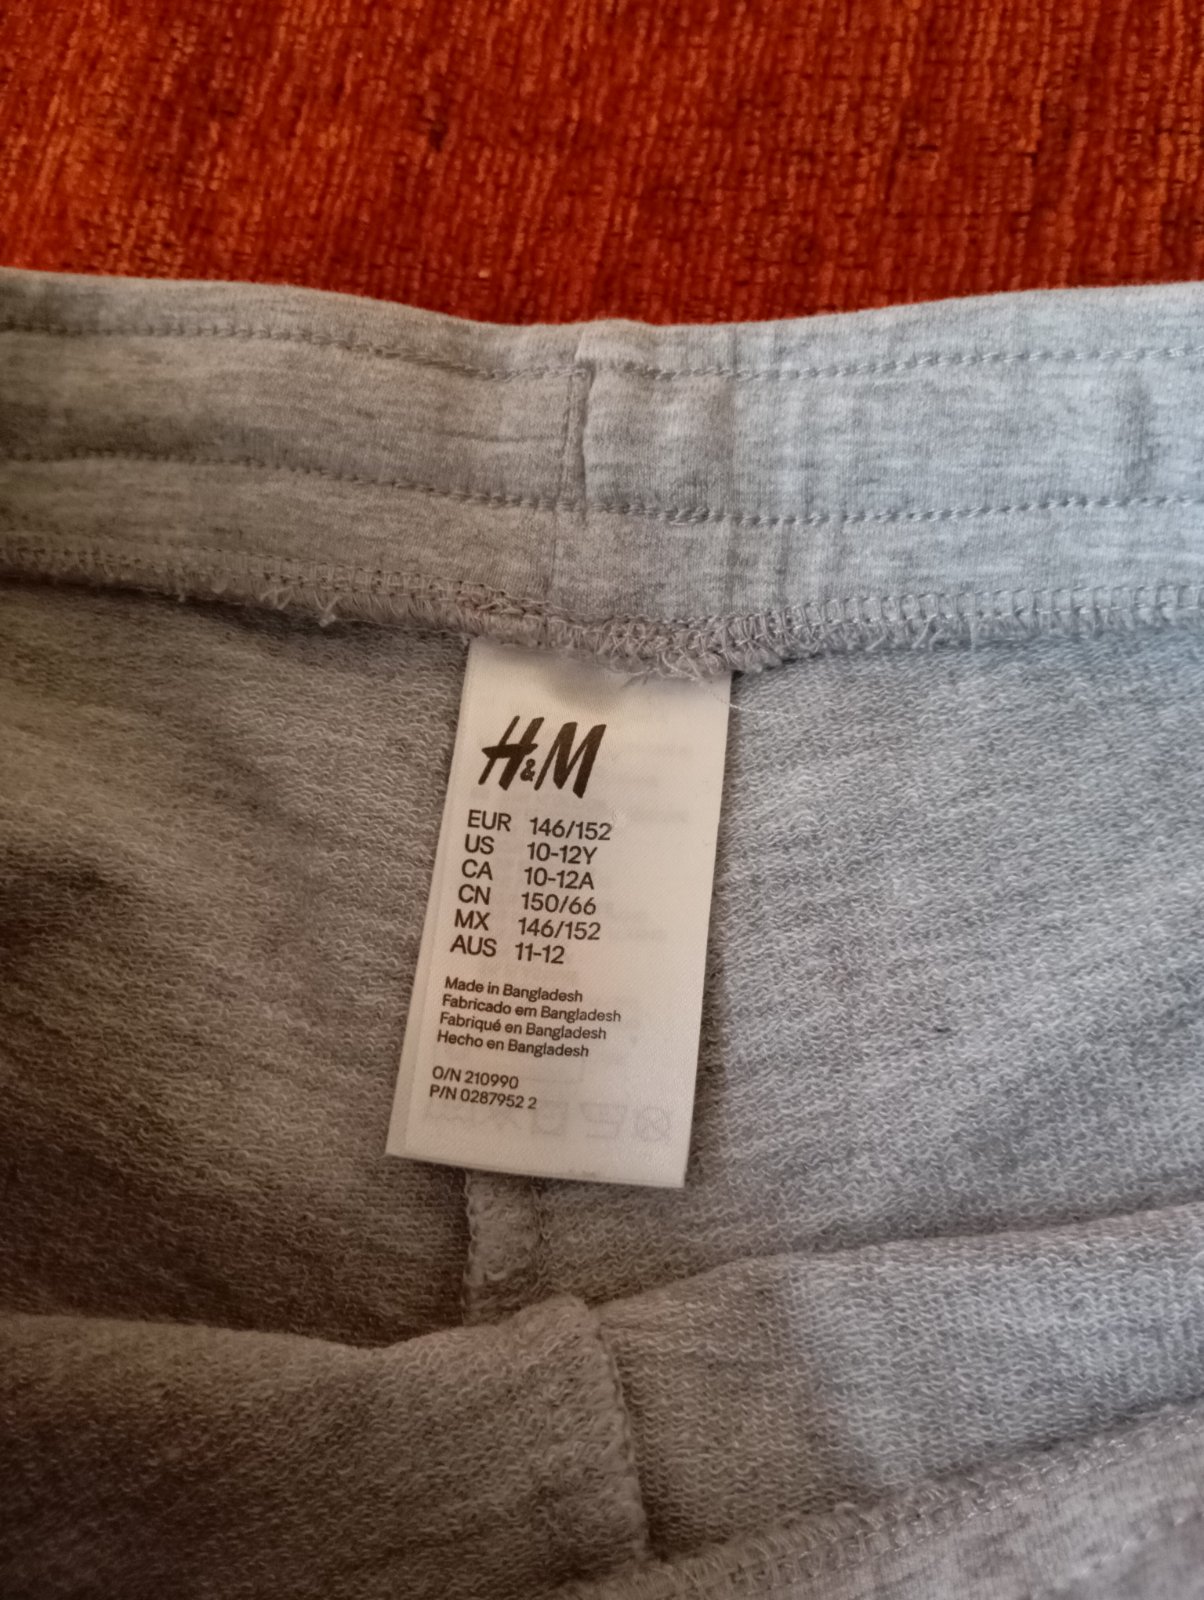 H&M
EUR 146/152
US 10-12Y
CA 10-12A
CN 150/66
MX 146/152
AUS 11-12
Made in Bangladesh
Fabricado em Bangladesh
Fabriqué en Bangladesh
Hecho en Bangladesh
O/N 210990
P/N 0287952 2